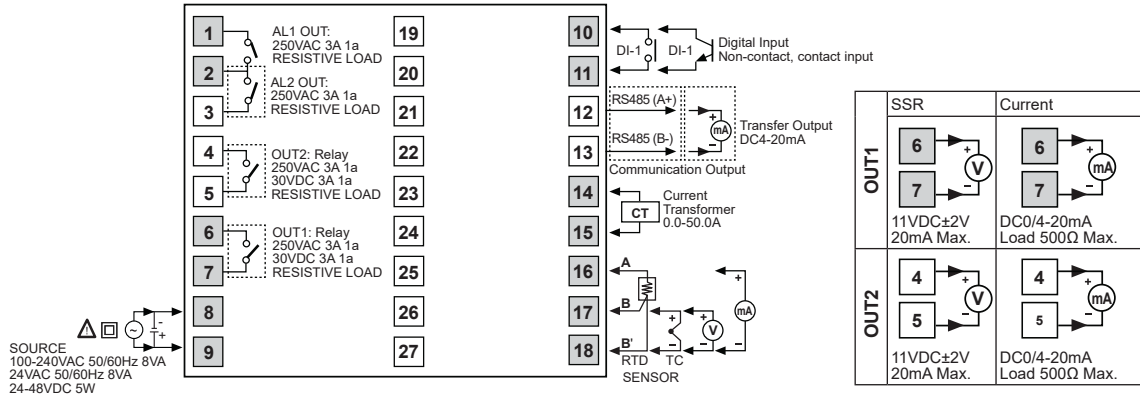 1
AL1 OUT:
250VAC 3A 1a
RESISTIVE LOAD
2
AL2 OUT:
250VAC 3A 1a
RESISTIVE LOAD
3
4
OUT2: Relay
250VAC 3A 1a
30VDC 3A 1a
RESISTIVE LOAD
5
6
OUT1: Relay
250VAC 3A 1a
30VDC 3A 1a
RESISTIVE LOAD
7
8
9
-
+
~
!
SOURCE
100-240VAC 50/60Hz 8VA
24VAC 50/60Hz 8VA
24-48VDC 5W
19
20
21
22
23
24
25
26
27
10
11
12
13
14
15
16
17
18
DI-1
DI-1
Digital Input
Non-contact, contact input
RS485 (A+)
RS485 (B-)
+
mA
-
Transfer Output
DC4-20mA
Communication Output
CT
Current
Transformer
0.0-50.0A
A
B
B'
RTD
+
-
TC
+
V
-
+
mA
-
SENSOR
SSR
Current
OUT1
6
7
+
V
-
11VDC±2V
20mA Max.
6
7
+
mA
-
DC0/4-20mA
Load 500Ω Max.
OUT2
4
5
+
V
-
11VDC±2V
20mA Max.
4
5
+
mA
-
DC0/4-20mA
Load 500Ω Max.